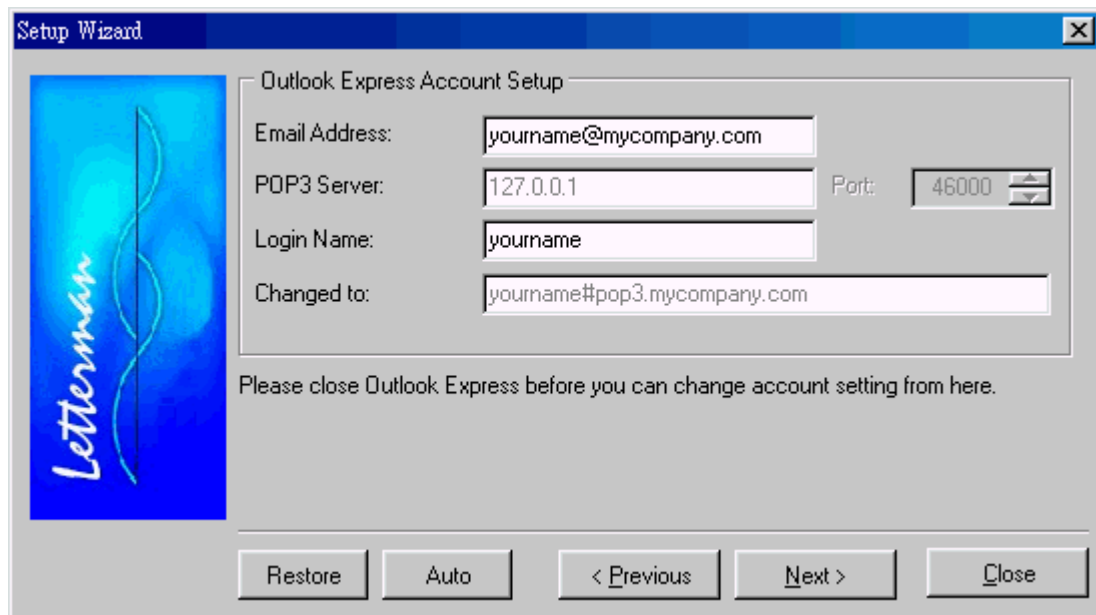 Setup Wizard
Outlook Express Account Setup
Email Address: yourname@mycompany.com
POP3 Server: 127.0.0.1 Port: 46000
Login Name: yourname
Changed to: yourname#pop3.mycompany.com
Letterman
Please close Outlook Express before you can change account setting from here.
Restore Auto < Previous Next > Close